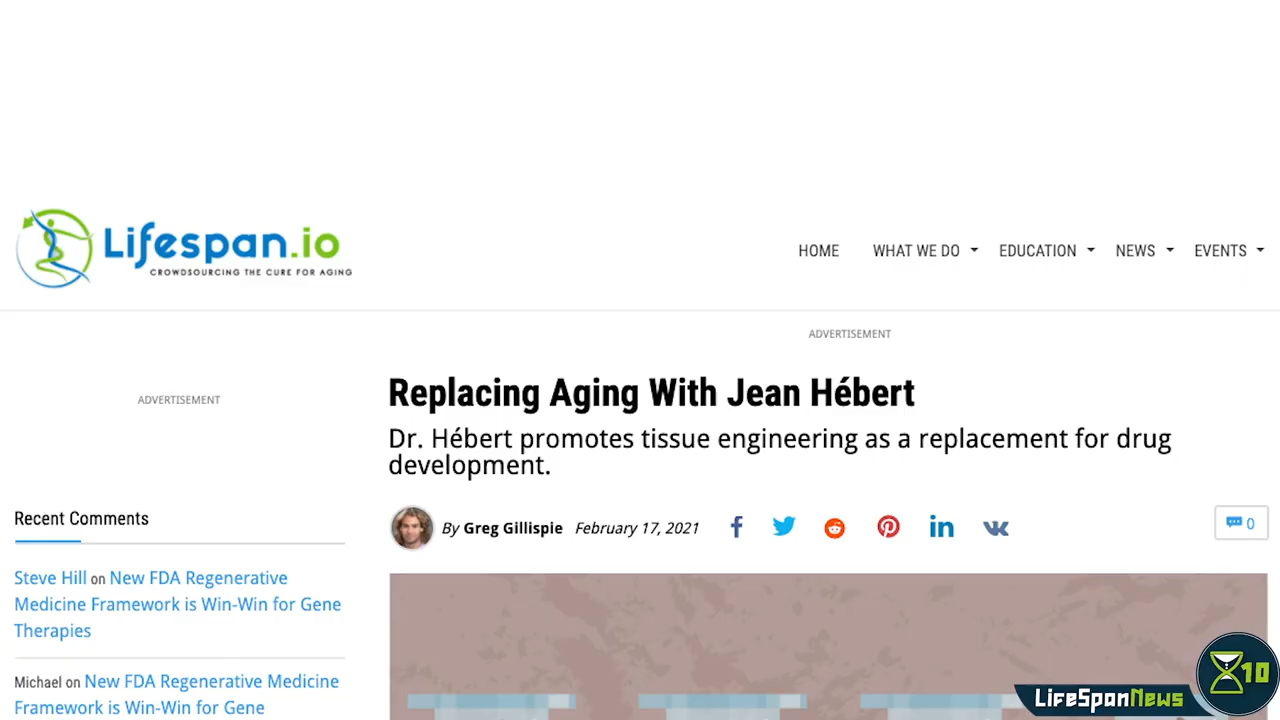 Lifespan.io
CROWDSOURCING THE CURE FOR AGING
HOME WHAT WE DO EDUCATION NEWS EVENTS
ADVERTISEMENT
ADVERTISEMENT
Replacing Aging With Jean Hébert
Dr. Hébert promotes tissue engineering as a replacement for drug
development.
By Greg Gillispie February 17, 2021
0
Recent Comments
Steve Hill on New FDA Regenerative
Medicine Framework is Win-Win for Gene
Therapies
Michael on New FDA Regenerative Medicine
Framework is Win-Win for Gene
LifeSpanNews
10